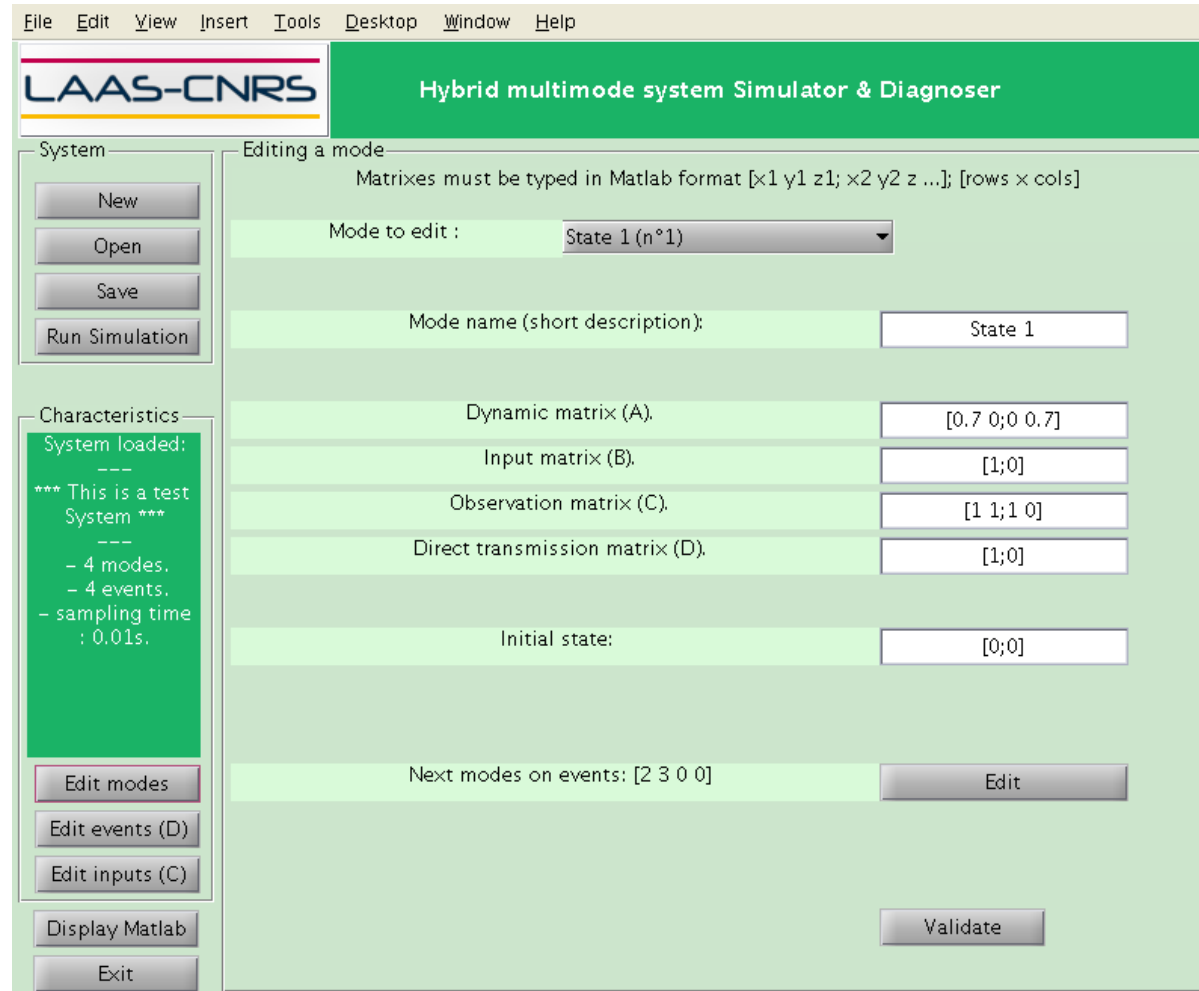 File Edit View Insert Tools Desktop Window Help
LAAS-CNRS
Hybrid multimode system Simulator & Diagnoser
System
New
Open
Save
Run Simulation
Characteristics
System loaded:
---
*** This is a test
System ***
---
- 4 modes.
- 4 events.
- sampling time
: 0.01s.
Edit modes
Edit events (D)
Edit inputs (C)
Display Matlab
Exit
Editing a mode
Matrixes must be typed in Matlab format [x1 y1 z1; x2 y2 z ...]; [rows x cols]
Mode to edit : State 1 (n°1)
Mode name (short description): State 1
Dynamic matrix (A). [0.7 0;0 0.7]
Input matrix (B). [1;0]
Observation matrix (C). [1 1;1 0]
Direct transmission matrix (D). [1;0]
Initial state: [0;0]
Next modes on events: [2 3 0 0] Edit
Validate